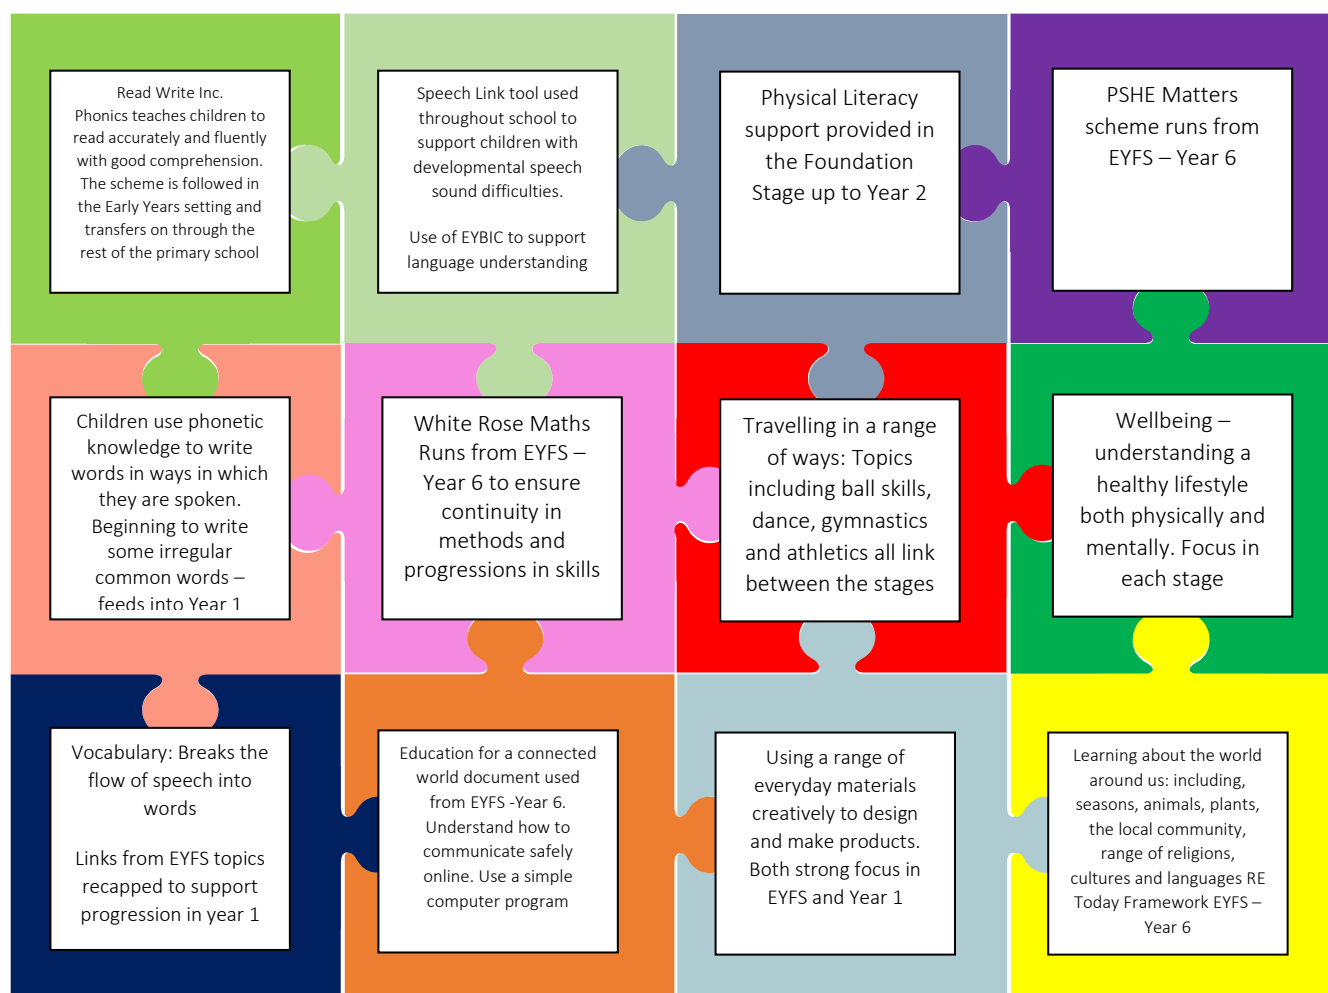 Read Write Inc.
Phonics teaches children to
read accurately and fluently
with good comprehension.
The scheme is followed in
the Early Years setting and
transfers on through the
rest of the primary school
Speech Link tool used
throughout school to
support children with
developmental speech
sound difficulties.
Use of EYBIC to support
language understanding
Physical Literacy
support provided in
the Foundation
Stage up to Year 2
PSHE Matters
scheme runs from
EYFS – Year 6
Children use phonetic
knowledge to write
words in ways in which
they are spoken.
Beginning to write
some irregular
common words –
feeds into Year 1
White Rose Maths
Runs from EYFS –
Year 6 to ensure
continuity in
methods and
progressions in skills
Travelling in a range
of ways: Topics
including ball skills,
dance, gymnastics
and athletics all link
between the stages
Wellbeing –
understanding a
healthy lifestyle
both physically and
mentally. Focus in
each stage
Vocabulary: Breaks the
flow of speech into
words
Links from EYFS topics
recapped to support
progression in year 1
Education for a connected
world document used
from EYFS -Year 6.
Understand how to
communicate safely
online. Use a simple
computer program
Using a range of
everyday materials
creatively to design
and make products.
Both strong focus in
EYFS and Year 1
Learning about the world
around us: including,
seasons, animals, plants,
the local community,
range of religions,
cultures and languages RE
Today Framework EYFS –
Year 6